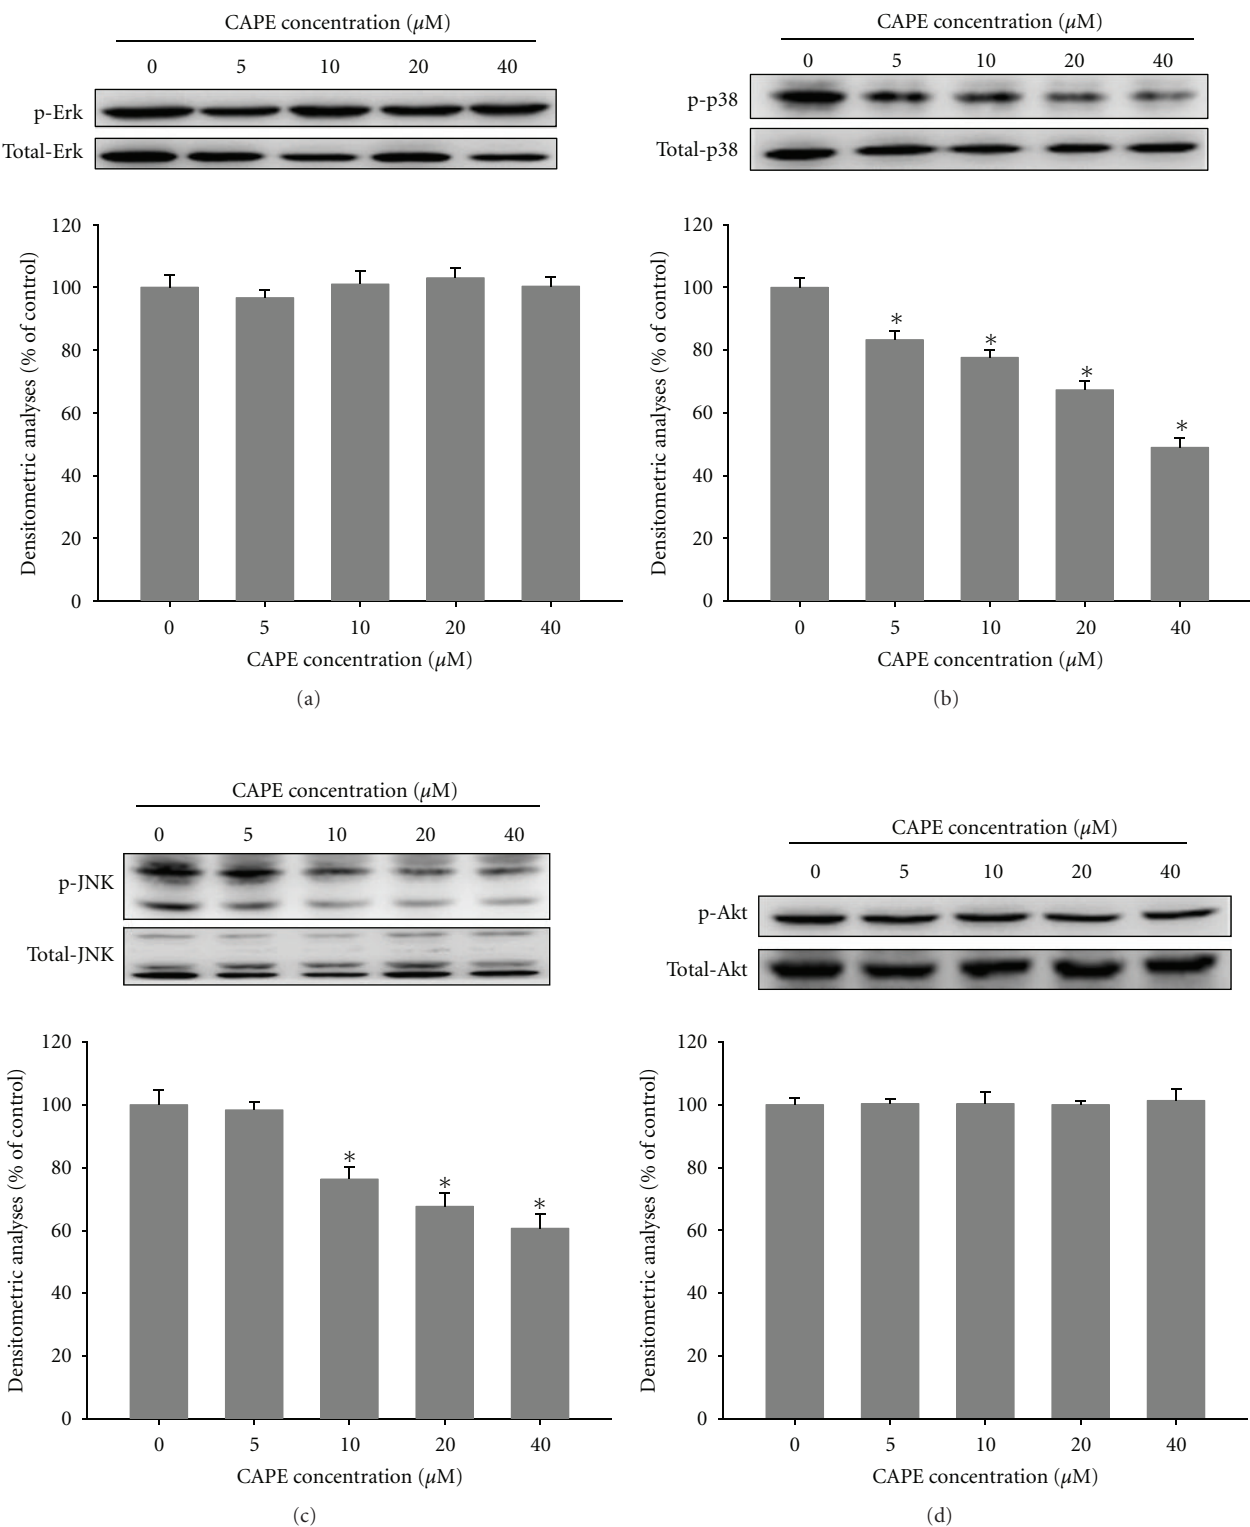 CAPE concentration (μM)
0 5 10 20 40
p-Erk
Total-Erk
120
100
80
60
40
20
0
Densitometric analyses (% of control)
0 5 10 20 40
CAPE concentration (μM)
(a)
CAPE concentration (μM)
0 5 10 20 40
p-p38
Total-p38
120
100
80
60
40
20
0
Densitometric analyses (% of control)
*
*
*
*
0 5 10 20 40
CAPE concentration (μM)
(b)
CAPE concentration (μM)
0 5 10 20 40
p-JNK
Total-JNK
120
100
80
60
40
20
0
Densitometric analyses (% of control)
*
*
*
0 5 10 20 40
CAPE concentration (μM)
(c)
CAPE concentration (μM)
0 5 10 20 40
p-Akt
Total-Akt
120
100
80
60
40
20
0
Densitometric analyses (% of control)
0 5 10 20 40
CAPE concentration (μM)
(d)